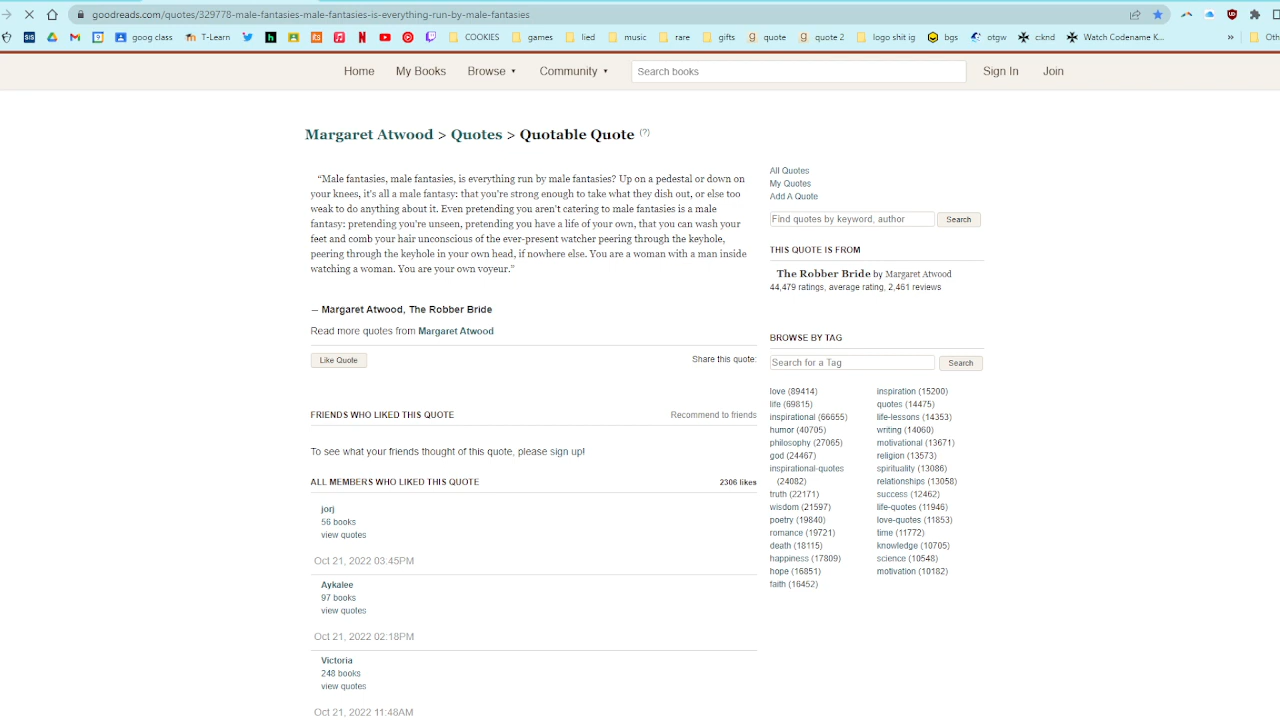 goodreads.com/quotes/329778-male-fantasies-male-fantasies-is-everything-run-by-male-fantasies
SIS goog class T-Learn COOKIES games lied music rare gifts quote quote 2 logo shit ig bgs otgw cknd Watch Codename K... » Oth
Home My Books Browse ▾ Community ▾ Search books Sign In Join
Margaret Atwood > Quotes > Quotable Quote (?)
“Male fantasies, male fantasies, is everything run by male fantasies? Up on a pedestal or down on
your knees, it's all a male fantasy: that you're strong enough to take what they dish out, or else too
weak to do anything about it. Even pretending you aren't catering to male fantasies is a male
fantasy: pretending you're unseen, pretending you have a life of your own, that you can wash your
feet and comb your hair unconscious of the ever-present watcher peering through the keyhole,
peering through the keyhole in your own head, if nowhere else. You are a woman with a man inside
watching a woman. You are your own voyeur.”
― Margaret Atwood, The Robber Bride
Read more quotes from Margaret Atwood
Like Quote Share this quote:
FRIENDS WHO LIKED THIS QUOTE Recommend to friends
To see what your friends thought of this quote, please sign up!
ALL MEMBERS WHO LIKED THIS QUOTE 2306 likes
jorj
56 books
view quotes
Oct 21, 2022 03:45PM
Aykalee
97 books
view quotes
Oct 21, 2022 02:18PM
Victoria
248 books
view quotes
Oct 21, 2022 11:48AM
All Quotes
My Quotes
Add A Quote
Find quotes by keyword, author Search
THIS QUOTE IS FROM
The Robber Bride by Margaret Atwood
44,479 ratings, average rating, 2,461 reviews
BROWSE BY TAG
Search for a Tag Search
love (89414)
life (69815)
inspirational (66655)
humor (40705)
philosophy (27065)
god (24467)
inspirational-quotes
(24082)
truth (22171)
wisdom (21597)
poetry (19840)
romance (19721)
death (18115)
happiness (17809)
hope (16851)
faith (16452)
inspiration (15200)
quotes (14475)
life-lessons (14353)
writing (14060)
motivational (13671)
religion (13573)
spirituality (13086)
relationships (13058)
success (12462)
life-quotes (11946)
love-quotes (11853)
time (11772)
knowledge (10705)
science (10548)
motivation (10182)